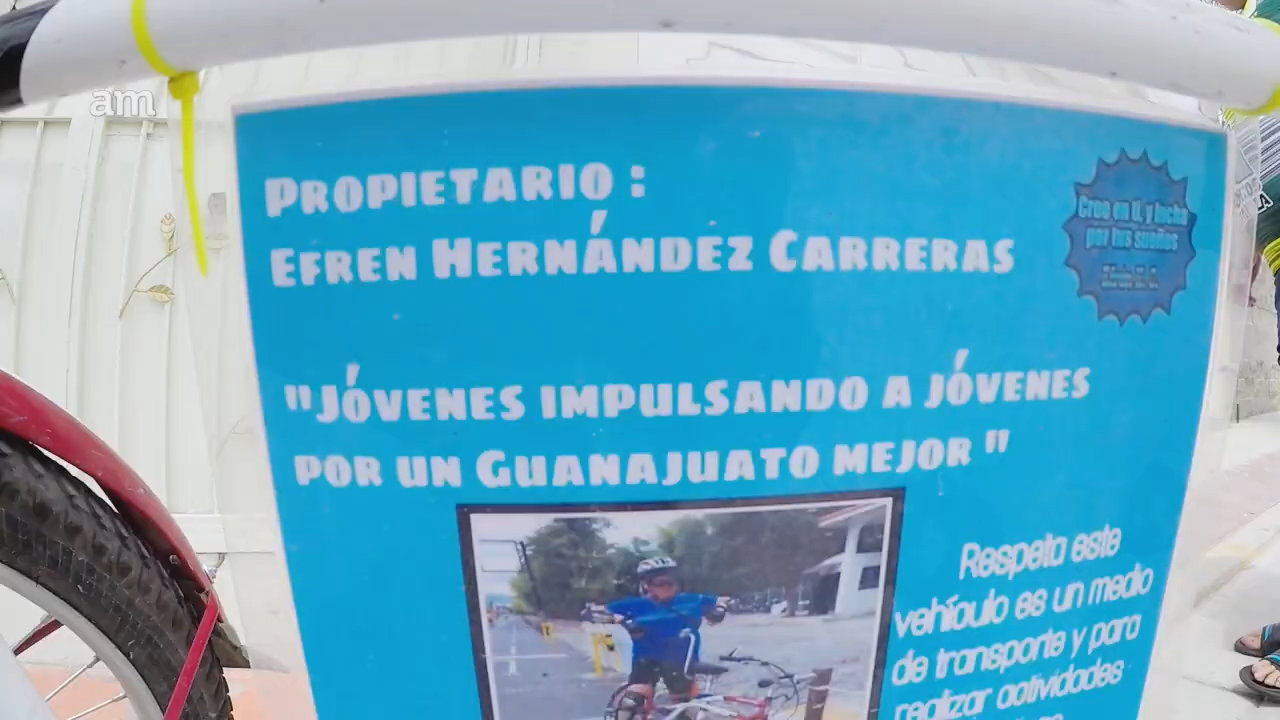 am
PROPIETARIO :
EFREN HERNÁNDEZ CARRERAS
Cree en ti, y lucha
por tus sueños
"JÓVENES IMPULSANDO A JÓVENES
POR UN GUANAJUATO MEJOR "
Respeta este
vehículo es un medio
de transporte y para
realizar actividades